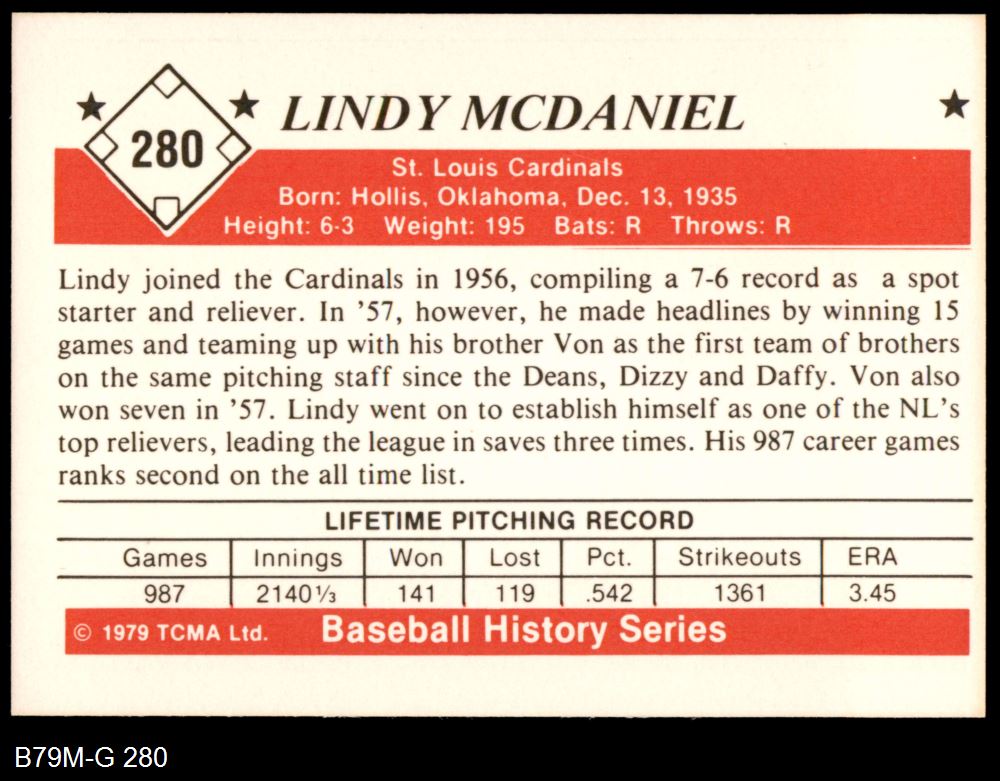 280
LINDY MCDANIEL
St. Louis Cardinals
Born: Hollis, Oklahoma, Dec. 13, 1935
Height: 6-3 Weight: 195 Bats: R Throws: R
Lindy joined the Cardinals in 1956, compiling a 7-6 record as a spot
starter and reliever. In '57, however, he made headlines by winning 15
games and teaming up with his brother Von as the first team of brothers
on the same pitching staff since the Deans, Dizzy and Daffy. Von also
won seven in '57. Lindy went on to establish himself as one of the NL's
top relievers, leading the league in saves three times. His 987 career games
ranks second on the all time list.
LIFETIME PITCHING RECORD
Games Innings Won Lost Pct. Strikeouts ERA
987 2140⅓ 141 119 .542 1361 3.45
© 1979 TCMA Ltd. Baseball History Series
B79M-G 280